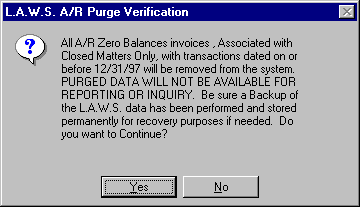 L.A.W.S. A/R Purge Verification
All A/R Zero Balances invoices , Associated with
Closed Matters Only, with transactions dated on or
before 12/31/97 will be removed from the system.
PURGED DATA WILL NOT BE AVAILABLE FOR
REPORTING OR INQUIRY.  Be sure a Backup of
the L.A.W.S. data has been performed and stored
permanently for recovery purposes if needed.  Do
you want to Continue?
Yes
No